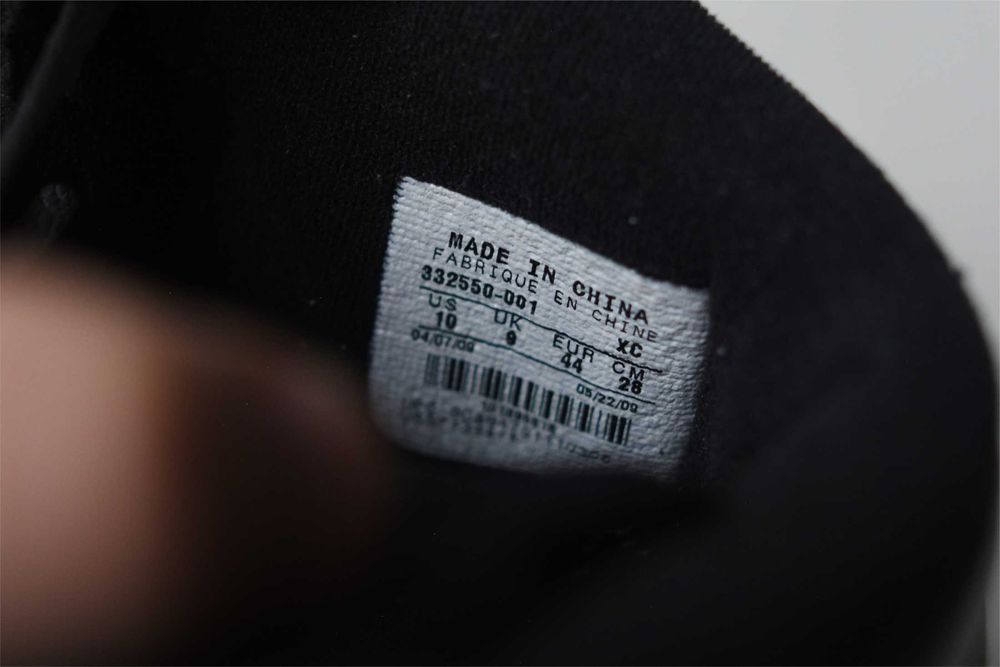 MADE IN CHINA
FABRIQUE EN CHINE
332550-001 XC
US UK EUR CM
10 9 44 28
04/07/09 05/22/09